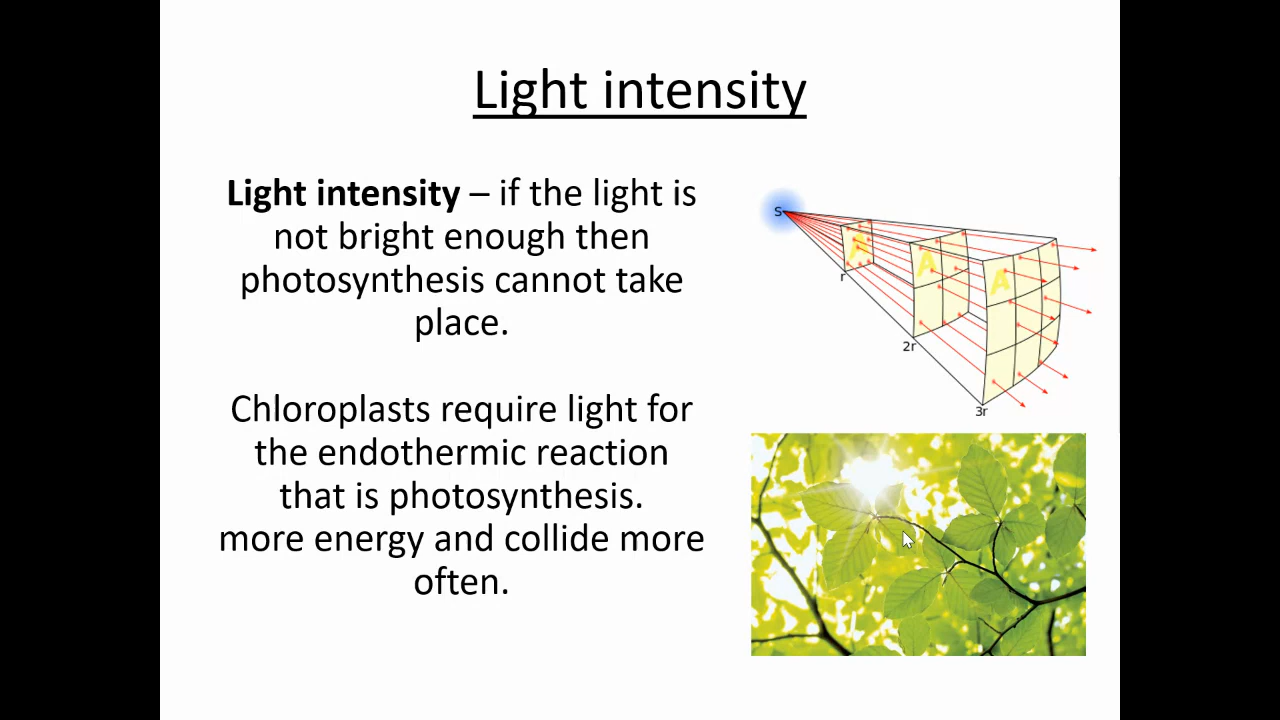 Light intensity
Light intensity – if the light is
not bright enough then
photosynthesis cannot take
place.
Chloroplasts require light for
the endothermic reaction
that is photosynthesis.
more energy and collide more
often.
S
A
A
A
r
2r
3r